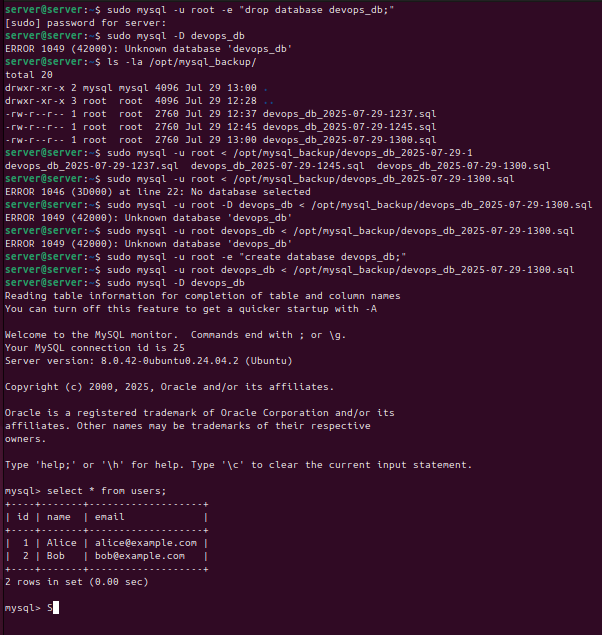 server@server:~$ sudo mysql -u root -e "drop database devops_db;"
[sudo] password for server:
server@server:~$ sudo mysql -D devops_db
ERROR 1049 (42000): Unknown database 'devops_db'
server@server:~$ ls -la /opt/mysql_backup/
total 20
drwxr-xr-x 2 mysql mysql 4096 Jul 29 13:00 .
drwxr-xr-x 3 root  root  4096 Jul 29 12:28 ..
-rw-r--r-- 1 root  root  2760 Jul 29 12:37 devops_db_2025-07-29-1237.sql
-rw-r--r-- 1 root  root  2760 Jul 29 12:45 devops_db_2025-07-29-1245.sql
-rw-r--r-- 1 root  root  2760 Jul 29 13:00 devops_db_2025-07-29-1300.sql
server@server:~$ sudo mysql -u root < /opt/mysql_backup/devops_db_2025-07-29-1
devops_db_2025-07-29-1237.sql  devops_db_2025-07-29-1245.sql  devops_db_2025-07-29-1300.sql
server@server:~$ sudo mysql -u root < /opt/mysql_backup/devops_db_2025-07-29-1300.sql
ERROR 1046 (3D000) at line 22: No database selected
server@server:~$ sudo mysql -u root -D devops_db < /opt/mysql_backup/devops_db_2025-07-29-1300.sql
ERROR 1049 (42000): Unknown database 'devops_db'
server@server:~$ sudo mysql -u root devops_db < /opt/mysql_backup/devops_db_2025-07-29-1300.sql
ERROR 1049 (42000): Unknown database 'devops_db'
server@server:~$ sudo mysql -u root -e "create database devops_db;"
server@server:~$ sudo mysql -u root devops_db < /opt/mysql_backup/devops_db_2025-07-29-1300.sql
server@server:~$ sudo mysql -D devops_db
Reading table information for completion of table and column names
You can turn off this feature to get a quicker startup with -A

Welcome to the MySQL monitor.  Commands end with ; or \g.
Your MySQL connection id is 25
Server version: 8.0.42-0ubuntu0.24.04.2 (Ubuntu)

Copyright (c) 2000, 2025, Oracle and/or its affiliates.

Oracle is a registered trademark of Oracle Corporation and/or its
affiliates. Other names may be trademarks of their respective
owners.

Type 'help;' or '\h' for help. Type '\c' to clear the current input statement.

mysql> select * from users;
+----+-------+-------------------+
| id | name  | email             |
+----+-------+-------------------+
|  1 | Alice | alice@example.com |
|  2 | Bob   | bob@example.com   |
+----+-------+-------------------+
2 rows in set (0.00 sec)

mysql> S